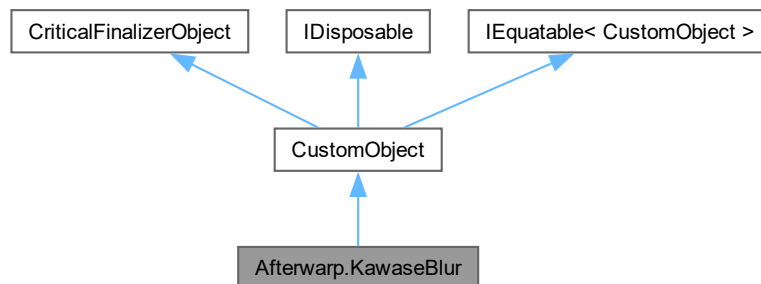 CriticalFinalizerObject
IDisposable
IEquatable< CustomObject >
CustomObject
Afterwarp.KawaseBlur